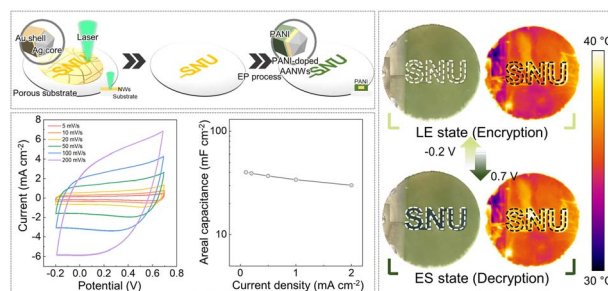 Au shell
Ag core
Laser
SNU
Porous substrate
NWs
Substrate
SNU
PANI
PANI-doped
AANWs
EP process
SNU
PANI
Current (mA cm-2)
6
4
2
0
-2
-4
-6
5 mV/s
10 mV/s
20 mV/s
50 mV/s
100 mV/s
200 mV/s
-0.2 0.0 0.2 0.4 0.6 0.8
Potential (V)
Areal capacitance (mF cm-2)
100
10
0 1 2
Current density (mA cm-2)
SNU
SNU
LE state (Encryption)
-0.2 V
0.7 V
SNU
SNU
ES state (Decryption)
40 °C
30 °C